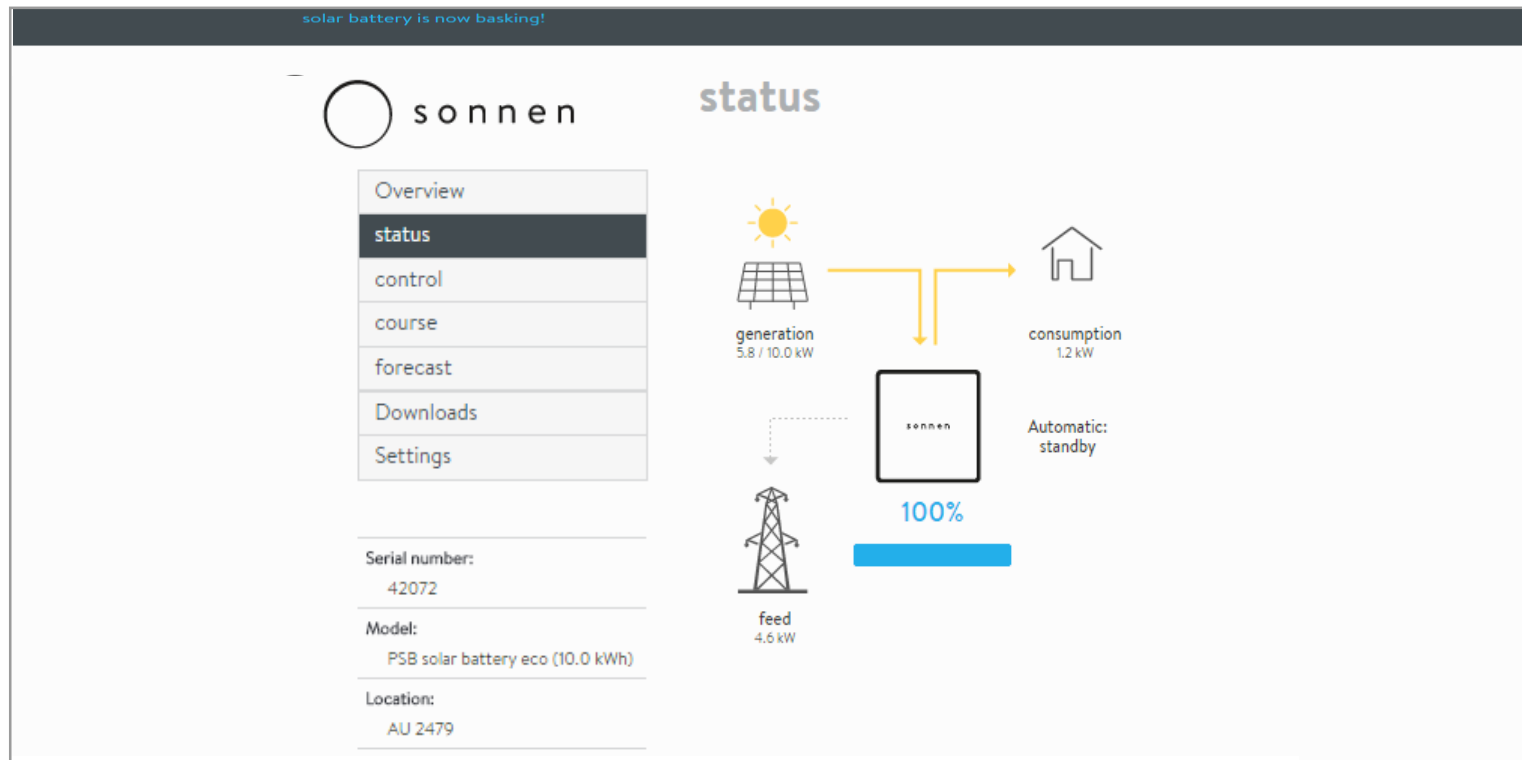 solar battery is now basking!
sonnen
status
Overview
status
control
course
forecast
Downloads
Settings
Serial number:
42072
Model:
PSB solar battery eco (10.0 kWh)
Location:
AU 2479
generation
5.8 / 10.0 kW
consumption
1.2 kW
sonnen
Automatic:
standby
100%
feed
4.6 kW